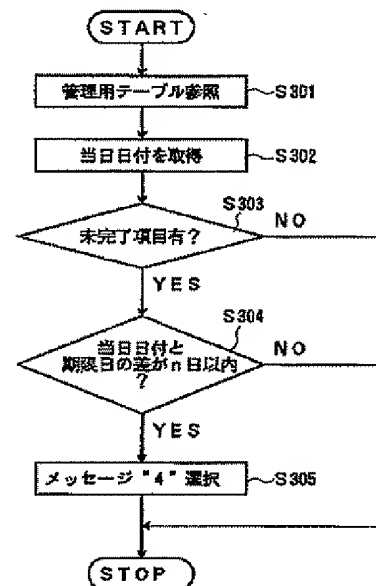 START
管理用テーブル参照
S301
当日日付を取得
S302
S303
未完了項目有?
NO
YES
S304
当日日付と
期限日の差がn日以内
?
NO
YES
メッセージ "4" 選択
S305
STOP